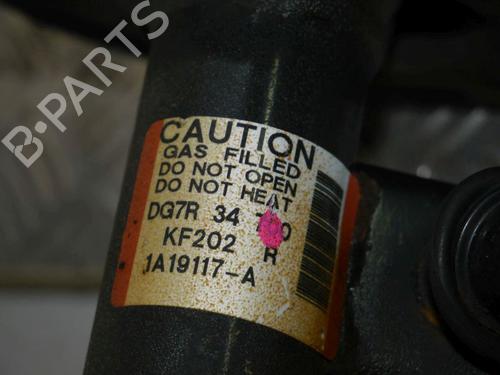 B-PARTS
CAUTION
GAS FILLED
DO NOT OPEN
DO NOT HEAT
DG7R 34
KF202 R
1A19117-A